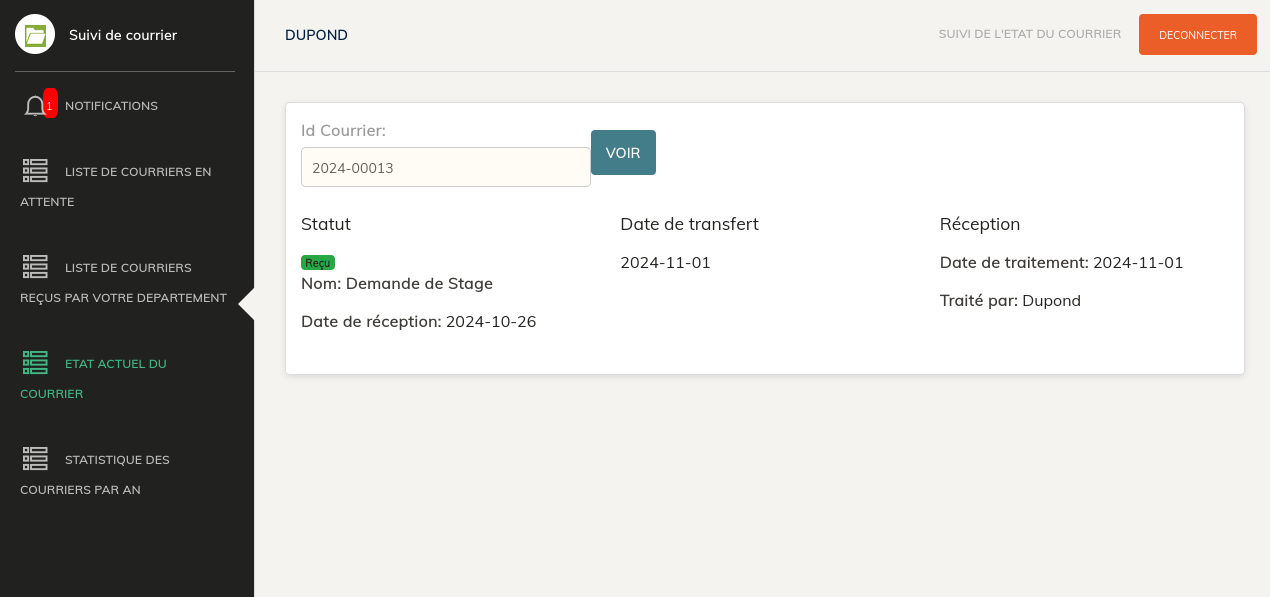 Suivi de courrier
1 NOTIFICATIONS
LISTE DE COURRIERS EN
ATTENTE
LISTE DE COURRIERS
REÇUS PAR VOTRE DEPARTEMENT
ETAT ACTUEL DU
COURRIER
STATISTIQUE DES
COURRIERS PAR AN
DUPOND
SUIVI DE L'ETAT DU COURRIER
DECONNECTER
Id Courrier:
2024-00013
VOIR
Statut
Reçu
Nom: Demande de Stage
Date de réception: 2024-10-26
Date de transfert
2024-11-01
Réception
Date de traitement: 2024-11-01
Traité par: Dupond